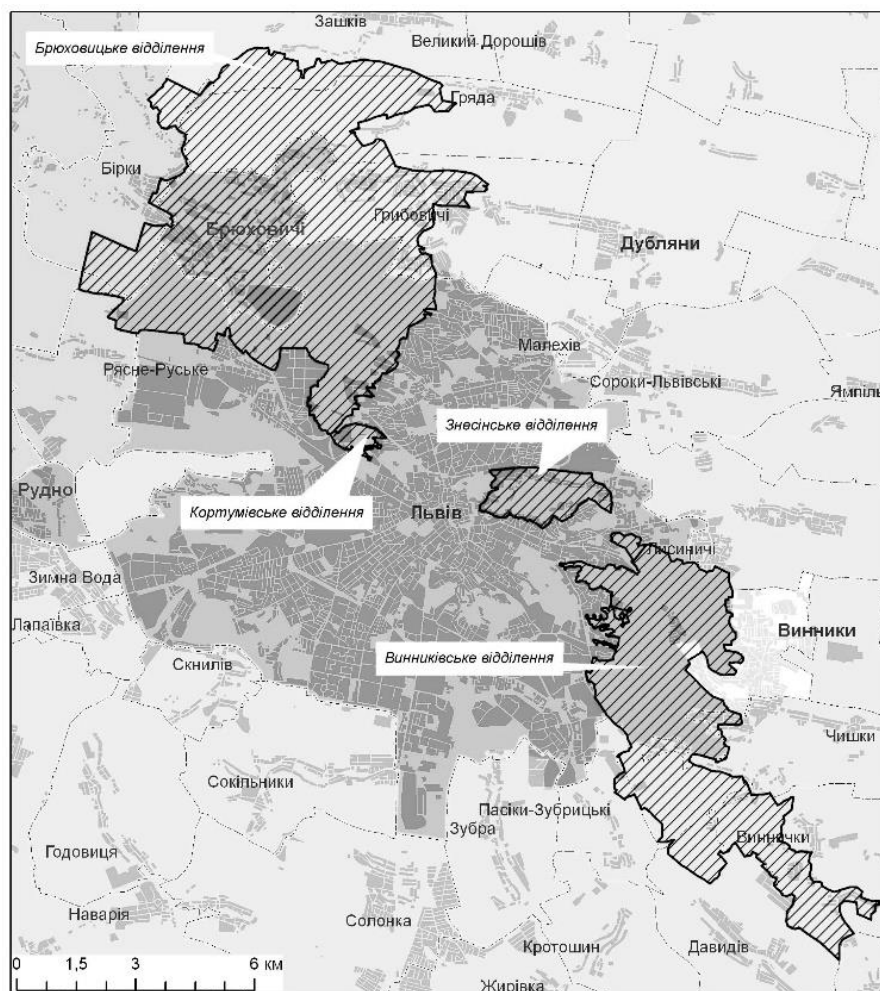 Зашків
Брюховицьке відділення
Великий Дорошів
Гряда
Бірки
Грибовичі
Брюховичі
Дубляни
Малехів
Рясне-Руське
Сороки-Львівські
Ямпіль
Знесінське відділення
Рудно
Кортумівське відділення
Львів
Лисиничі
Зимна Вода
Лапаївка
Винники
Скнилів
Винниківське відділення
Чишки
Сокільники
Пасіки-Зубрицькі
Зубра
Виннички
Годовиця
Наварія
Солонка
Кротошин
Давидів
0 1,5 3 6 км
Жирівка